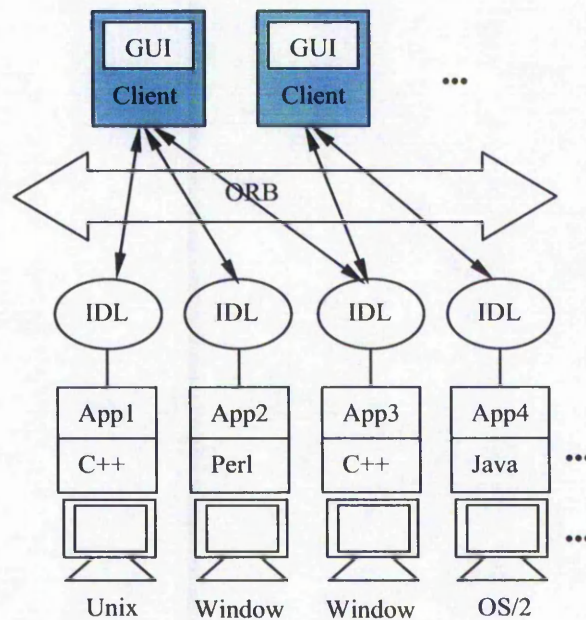 GUI
Client
GUI
Client
...
ORB
IDL
IDL
IDL
IDL
App1
App2
App3
App4
C++
Perl
C++
Java
...
...
Unix
Window
Window
OS/2